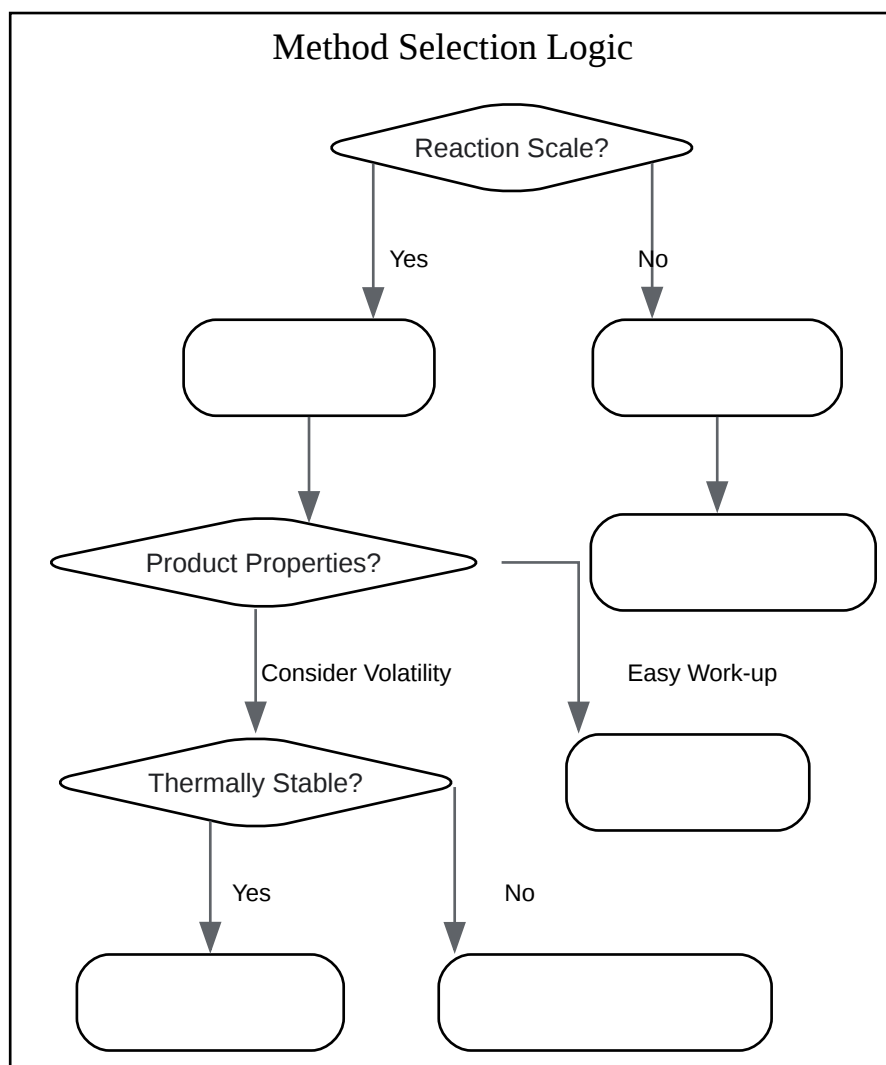 Method Selection Logic
Reaction Scale?
Yes
No
Product Properties?
Consider Volatility
Easy Work-up
Thermally Stable?
Yes
No